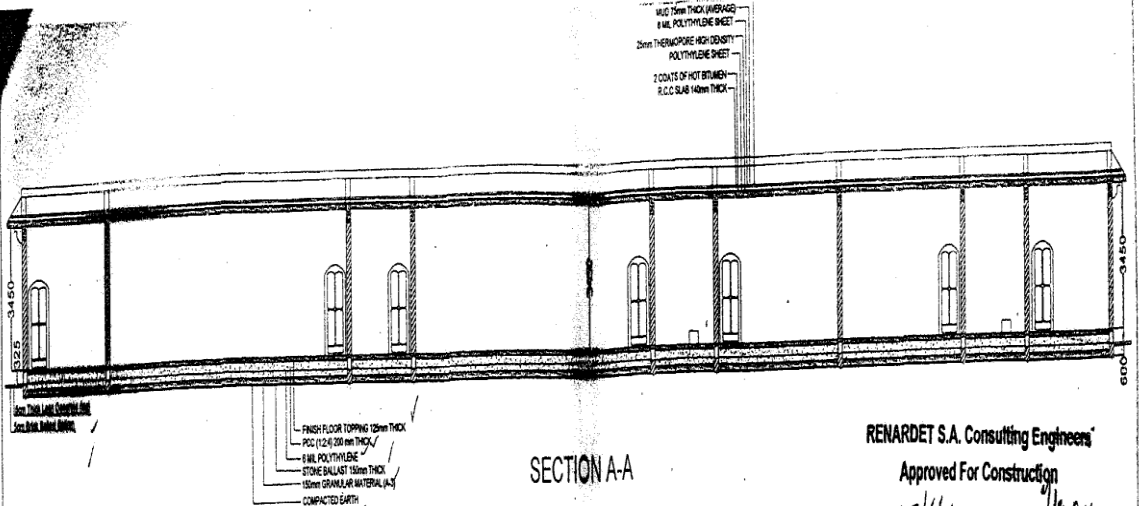 MUD 75mm THICK (AVERAGE)
6 MIL POLYTHYLENE SHEET
25mm THERMOPORE HIGH DENSITY
POLYTHYLENE SHEET
2 COATS OF HOT BITUMEN
R.C.C SLAB 140mm THICK
3450
325
3450
600
FINISH FLOOR TOPPING 125mm THICK
PCC (1:2:4) 200 mm THICK
6 MIL POLYTHYLENE
STONE BALLAST 150mm THICK
150mm GRANULAR MATERIAL (A-3)
COMPACTED EARTH
SECTION A-A
RENARDET S.A. Consulting Engineers
Approved For Construction